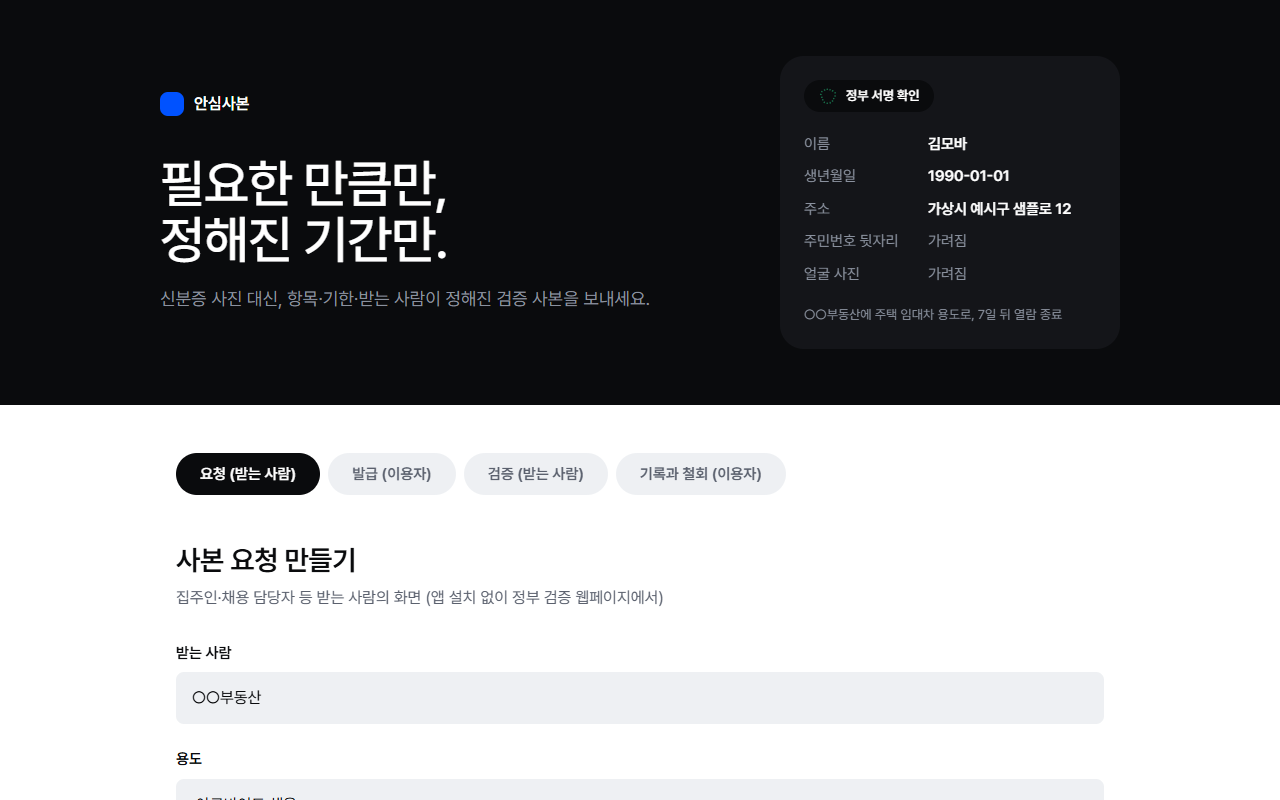 안심사본
필요한 만큼만,
정해진 기간만.
신분증 사진 대신, 항목·기한·받는 사람이 정해진 검증 사본을 보내세요.
정부 서명 확인
이름 김모바
생년월일 1990-01-01
주소 가상시 예시구 샘플로 12
주민번호 뒷자리 가려짐
얼굴 사진 가려짐
○○부동산에 주택 임대차 용도로, 7일 뒤 열람 종료
요청 (받는 사람) 발급 (이용자) 검증 (받는 사람) 기록과 철회 (이용자)
사본 요청 만들기
집주인·채용 담당자 등 받는 사람의 화면 (앱 설치 없이 정부 검증 웹페이지에서)
받는 사람
○○부동산
용도